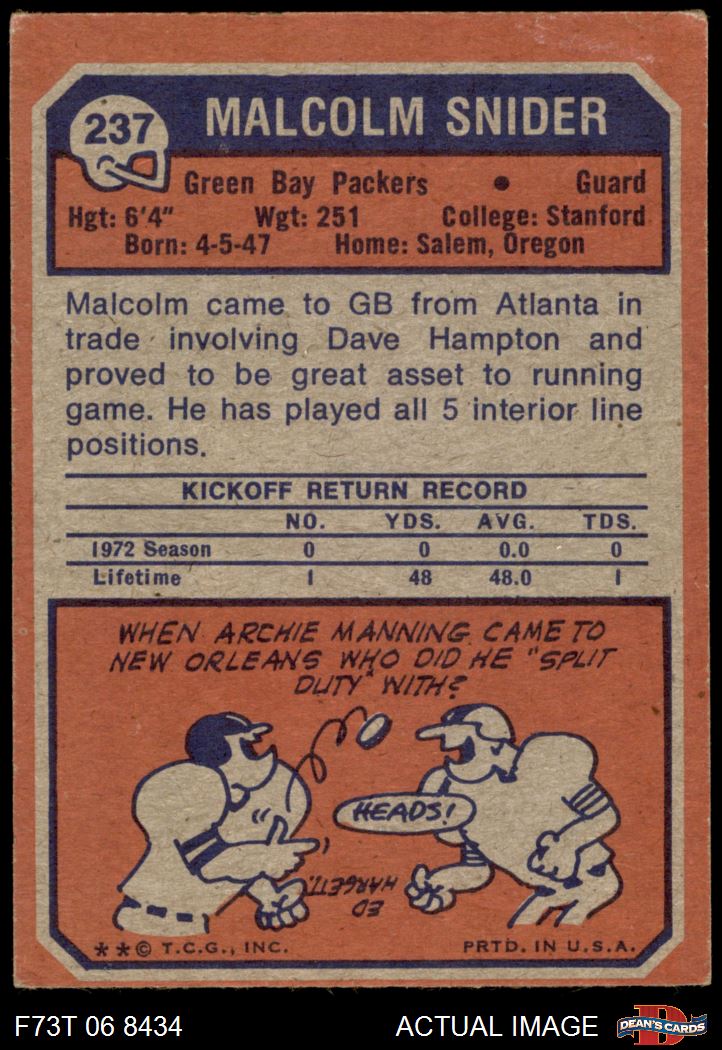 237
MALCOLM SNIDER
Green Bay Packers • Guard
Hgt: 6'4" Wgt: 251 College: Stanford
Born: 4-5-47 Home: Salem, Oregon
Malcolm came to GB from Atlanta in
trade involving Dave Hampton and
proved to be great asset to running
game. He has played all 5 interior line
positions.
KICKOFF RETURN RECORD
NO. YDS. AVG. TDS.
1972 Season 0 0 0.0 0
Lifetime 1 48 48.0 1
WHEN ARCHIE MANNING CAME TO
NEW ORLEANS WHO DID HE "SPLIT
DUTY" WITH?
HEADS!
ED
HARGETT.
**© T.C.G., INC. PRTD. IN U.S.A.
F73T 06 8434 ACTUAL IMAGE
D
DEAN'S CARDS